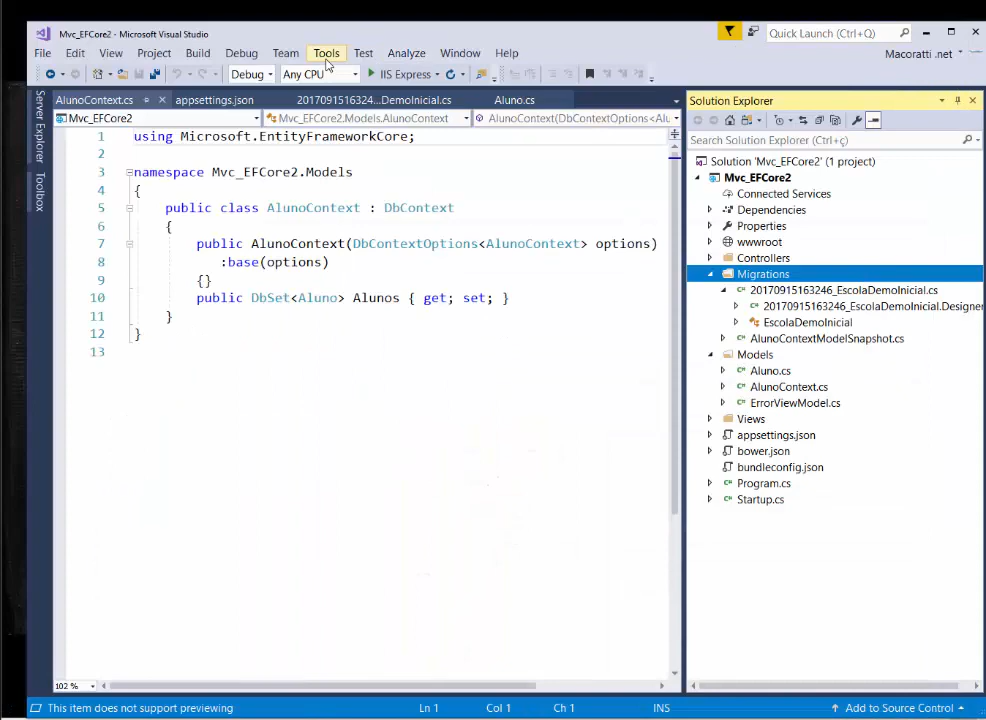 Mvc_EFCore2 - Microsoft Visual Studio
Quick Launch (Ctrl+Q)
File Edit View Project Build Debug Team Tools Test Analyze Window Help
Macoratti .net
Debug Any CPU IIS Express
Server Explorer
Toolbox
AlunoContext.cs appsettings.json 2017091516324...DemoInicial.cs Aluno.cs
Mvc_EFCore2 Mvc_EFCore2.Models.AlunoContext AlunoContext(DbContextOptions<Alu
1 using Microsoft.EntityFrameworkCore;
2
3 namespace Mvc_EFCore2.Models
4 {
5 public class AlunoContext : DbContext
6 {
7 public AlunoContext(DbContextOptions<AlunoContext> options)
8 :base(options)
9 {}
10 public DbSet<Aluno> Alunos { get; set; }
11 }
12 }
13
102 %
Solution Explorer
Search Solution Explorer (Ctrl+ç)
Solution 'Mvc_EFCore2' (1 project)
Mvc_EFCore2
Connected Services
Dependencies
Properties
wwwroot
Controllers
Migrations
20170915163246_EscolaDemoInicial.cs
20170915163246_EscolaDemoInicial.Designer
EscolaDemoInicial
AlunoContextModelSnapshot.cs
Models
Aluno.cs
AlunoContext.cs
ErrorViewModel.cs
Views
appsettings.json
bower.json
bundleconfig.json
Program.cs
Startup.cs
This item does not support previewing Ln 1 Col 1 Ch 1 INS Add to Source Control